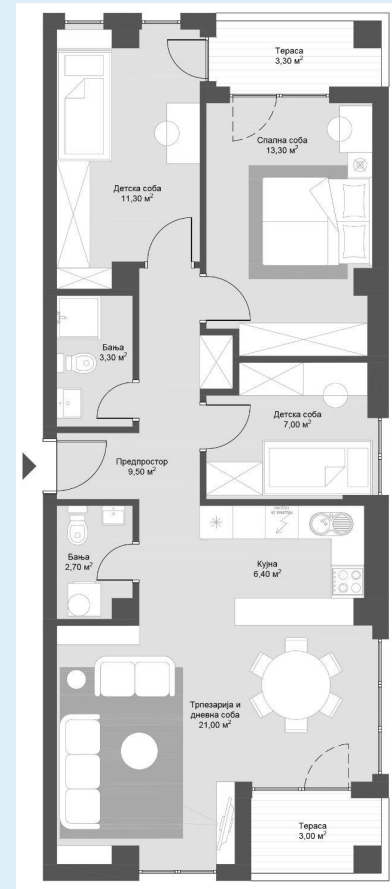 Тераса
3,30 м²
Спална соба
13,30 м²
Детска соба
11,30 м²
Бања
3,30 м²
Детска соба
7,00 м²
Предпростор
9,50 м²
Бања
2,70 м²
Кујна
6,40 м²
Трпезарија и
дневна соба
21,00 м²
Тераса
3,00 м²